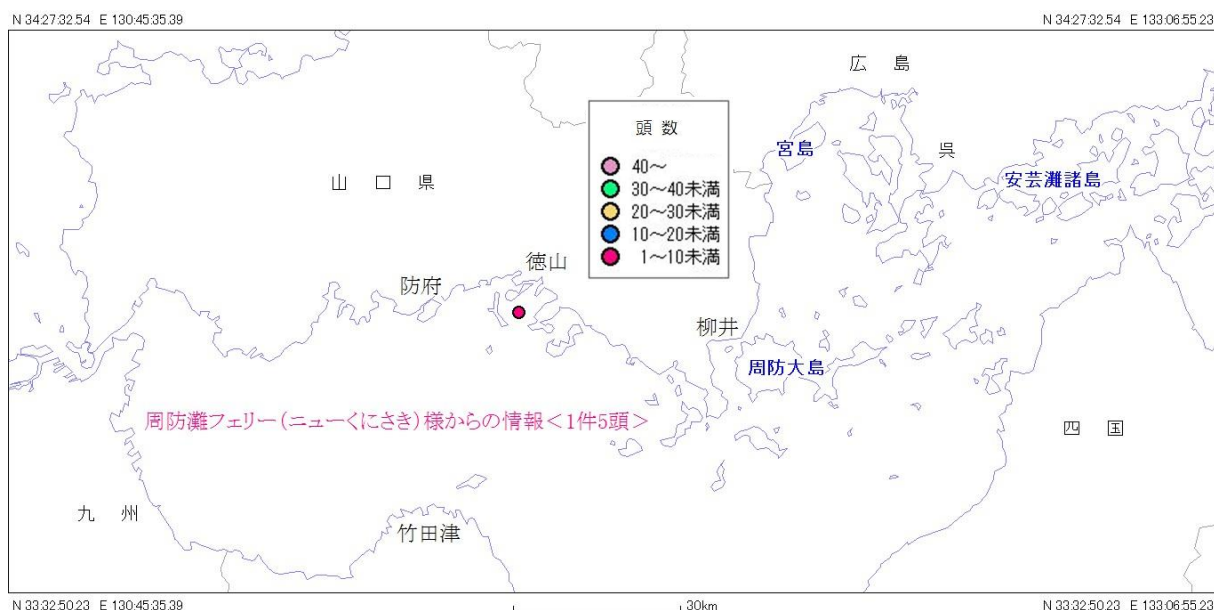 N 34:27:32.54 E 130:45:35.39
N 34:27:32.54 E 133:06:55.23
広 島
頭 数
40~
30~40未満
20~30未満
10~20未満
1~10未満
宮島
呉
安芸灘諸島
山 口 県
徳山
防府
柳井
周防大島
周防灘フェリー(ニューくにさき)様からの情報<1件5頭>
四 国
九 州
竹田津
N 33:32:50.23 E 130:45:35.39
30km
N 33:32:50.23 E 133:06:55.23